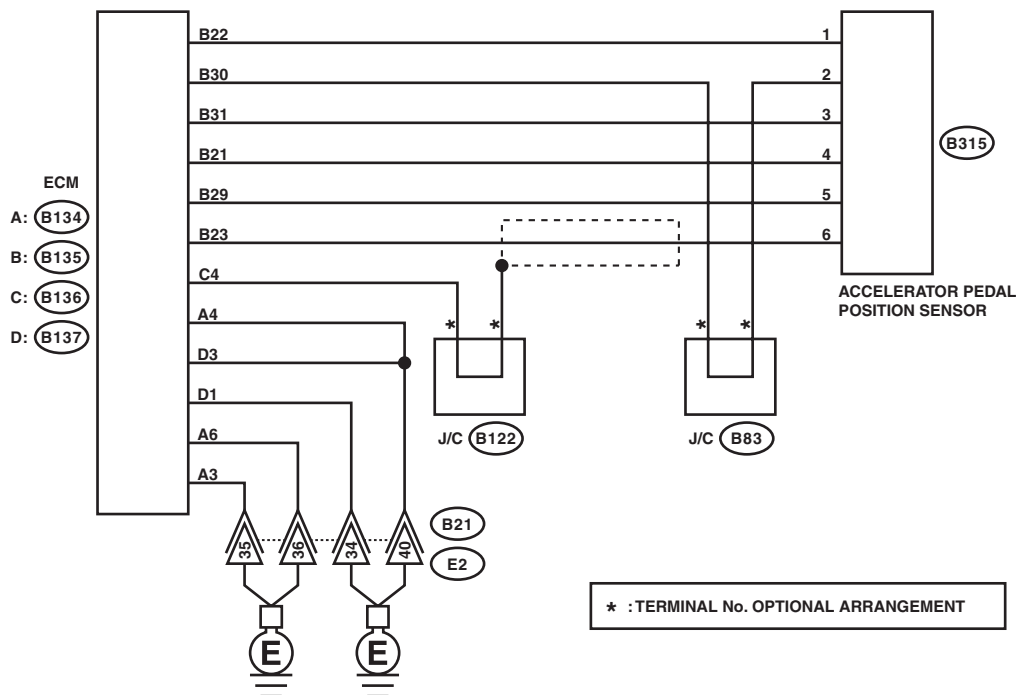 B22 1
B30 2
B31 3
B21 4
B29 5
B315
ECM
A: B134
B: B135
C: B136
D: B137
B23 6
C4
A4
D3
D1
A6
A3
ACCELERATOR PEDAL
POSITION SENSOR
* *
* *
J/C B122
J/C B83
35 36 34 40
B21
E2
* : TERMINAL No. OPTIONAL ARRANGEMENT
E E